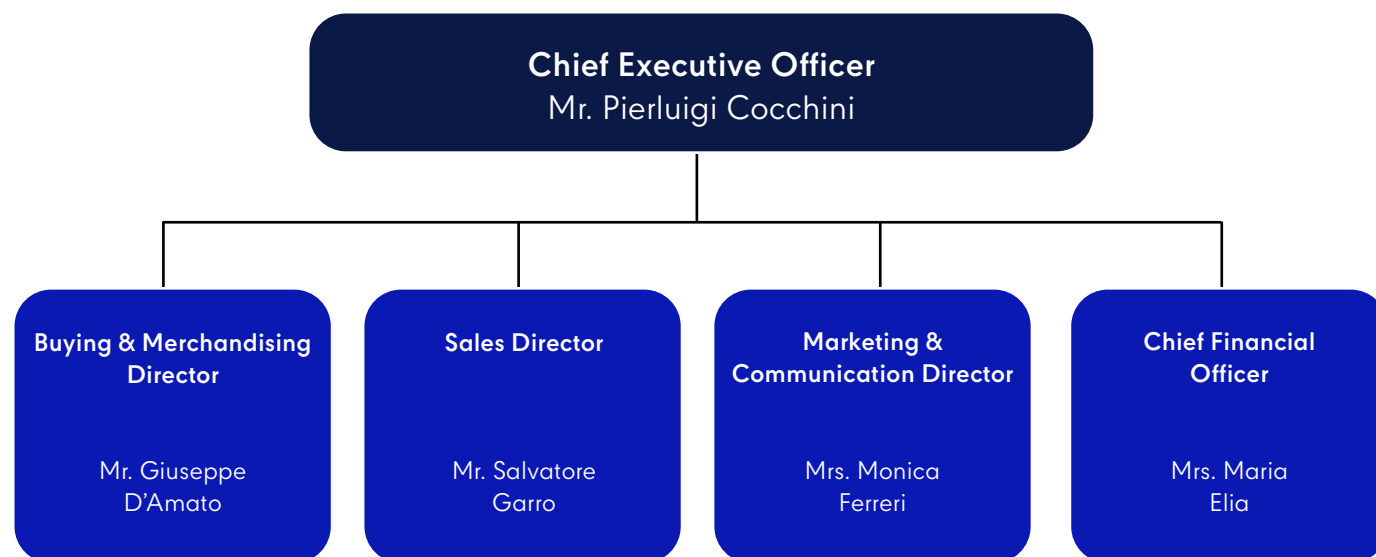 Chief Executive Officer
Mr. Pierluigi Cocchini
Buying & Merchandising
Director
Mr. Giuseppe
D’Amato
Sales Director
Mr. Salvatore
Garro
Marketing &
Communication Director
Mrs. Monica
Ferreri
Chief Financial
Officer
Mrs. Maria
Elia